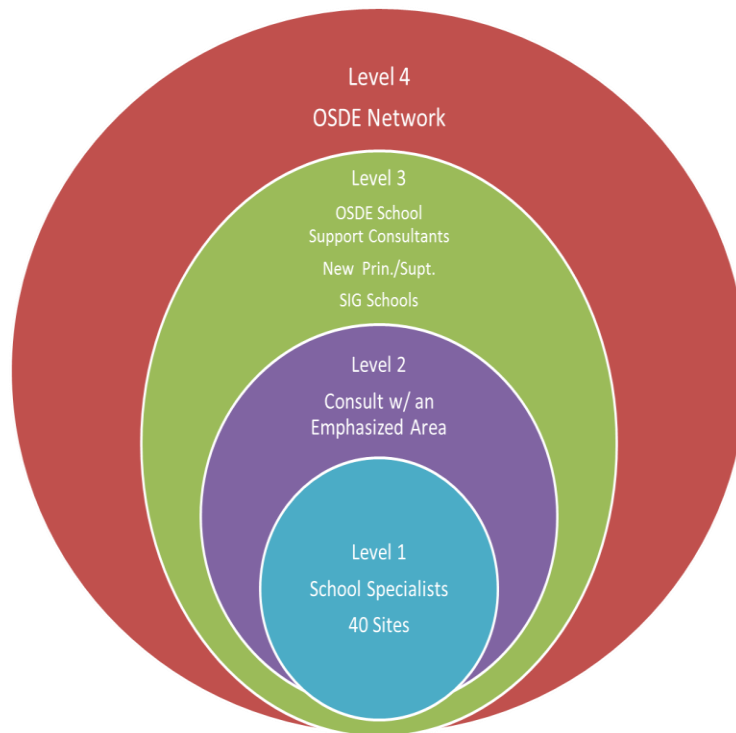 Level 4
OSDE Network
Level 3
OSDE School
Support Consultants
New Prin./Supt.
SIG Schools
Level 2
Consult w/ an
Emphasized Area
Level 1
School Specialists
40 Sites